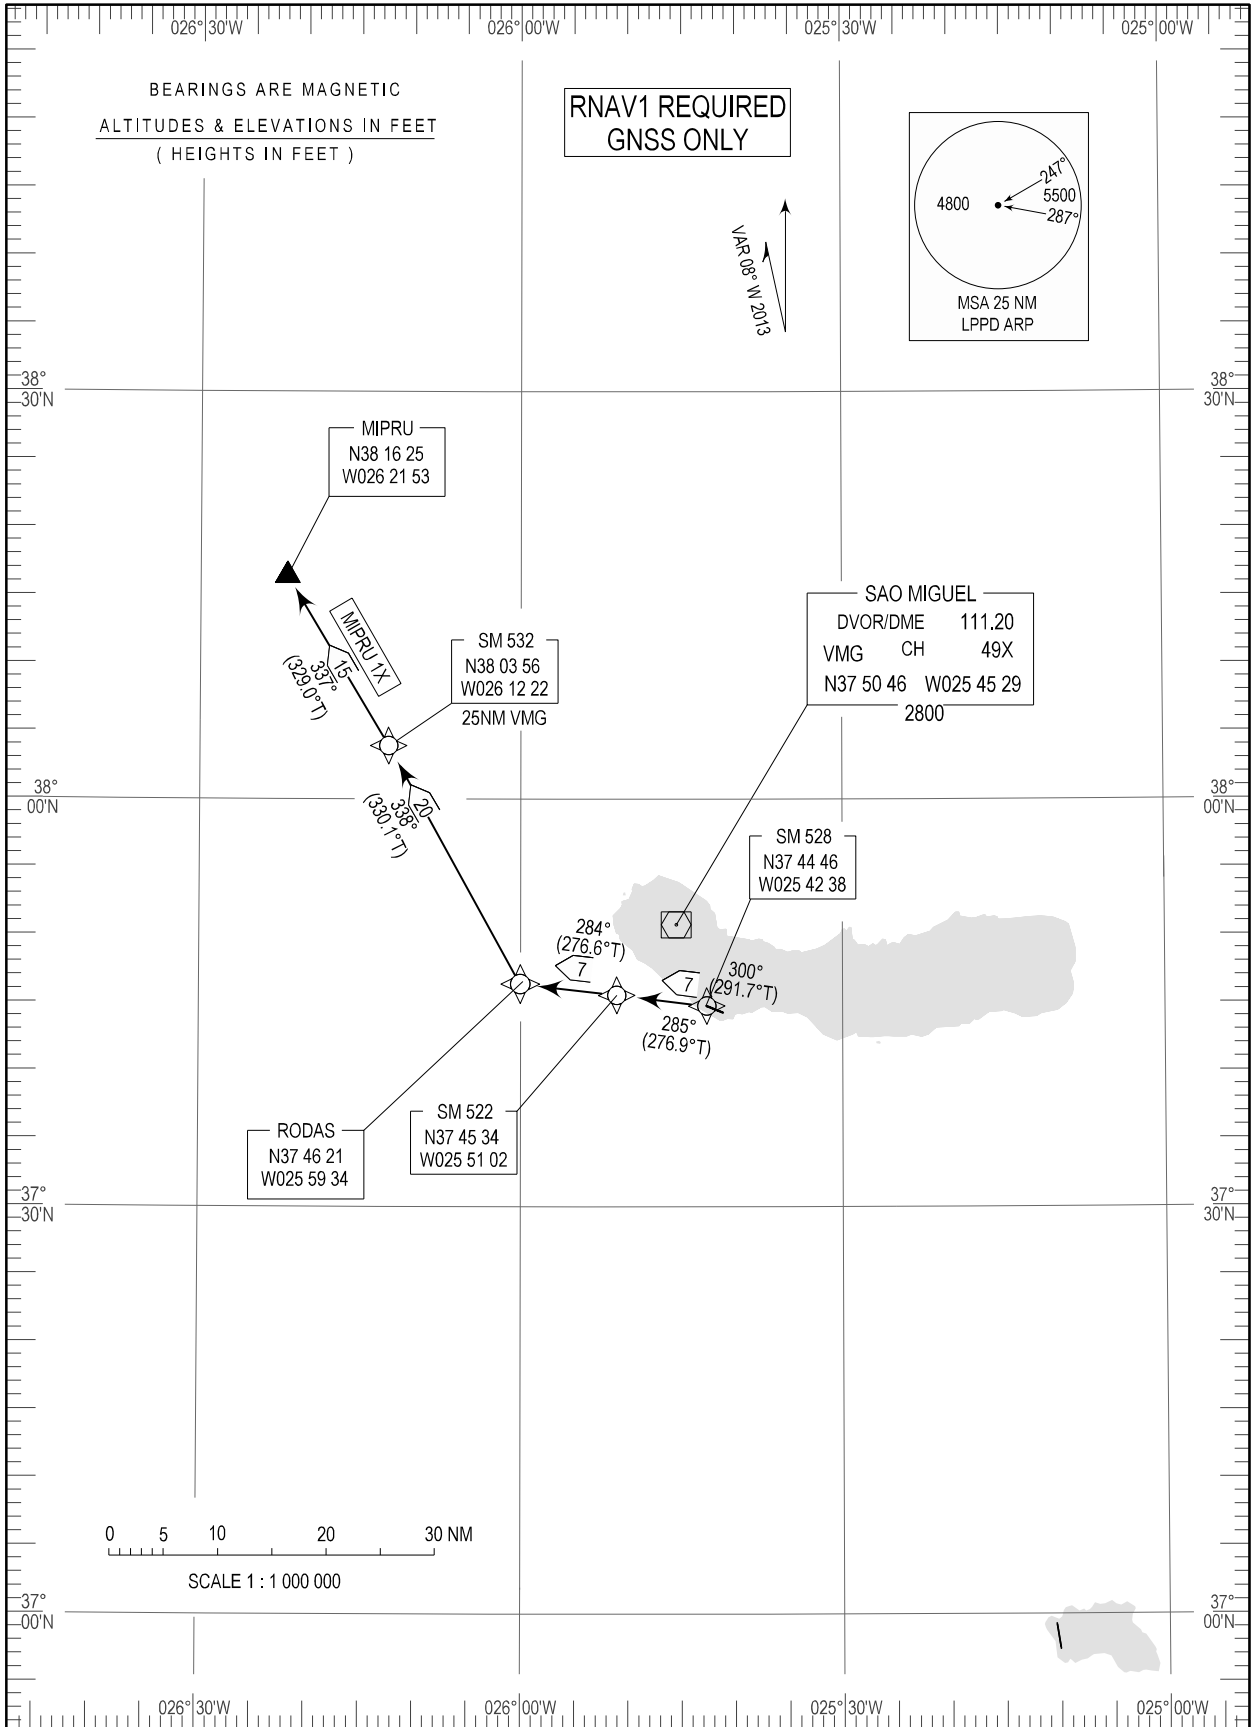 026°30'W
026°00'W
025°30'W
025°00'W
BEARINGS ARE MAGNETIC
ALTITUDES & ELEVATIONS IN FEET
( HEIGHTS IN FEET )
RNAV1 REQUIRED
GNSS ONLY
VAR 08° W 2013
247°
4800
5500
287°
MSA 25 NM
LPPD ARP
38°
30'N
38°
30'N
MIPRU
N38 16 25
W026 21 53
MIPRU 1X
15
337°
(329.0°T)
SM 532
N38 03 56
W026 12 22
25NM VMG
SAO MIGUEL
DVOR/DME 111.20
VMG CH 49X
N37 50 46 W025 45 29
2800
38°
00'N
38°
00'N
20
338°
(330.1°T)
SM 528
N37 44 46
W025 42 38
284°
(276.6°T)
7
7
300°
(291.7°T)
285°
(276.9°T)
RODAS
N37 46 21
W025 59 34
SM 522
N37 45 34
W025 51 02
37°
30'N
37°
30'N
0 5 10 20 30 NM
SCALE 1 : 1 000 000
37°
00'N
37°
00'N
026°30'W
026°00'W
025°30'W
025°00'W